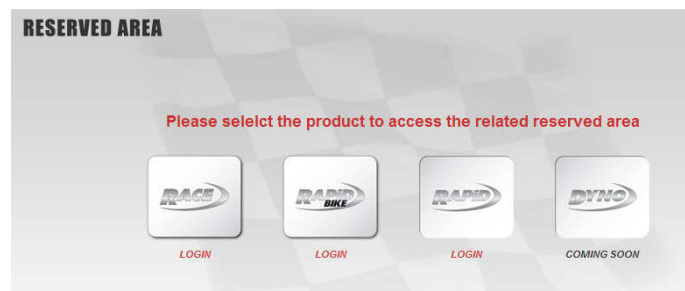 RESERVED AREA
Please selelct the product to access the related reserved area
RACE RAPID BIKE RAPID DYNO
LOGIN LOGIN LOGIN COMING SOON